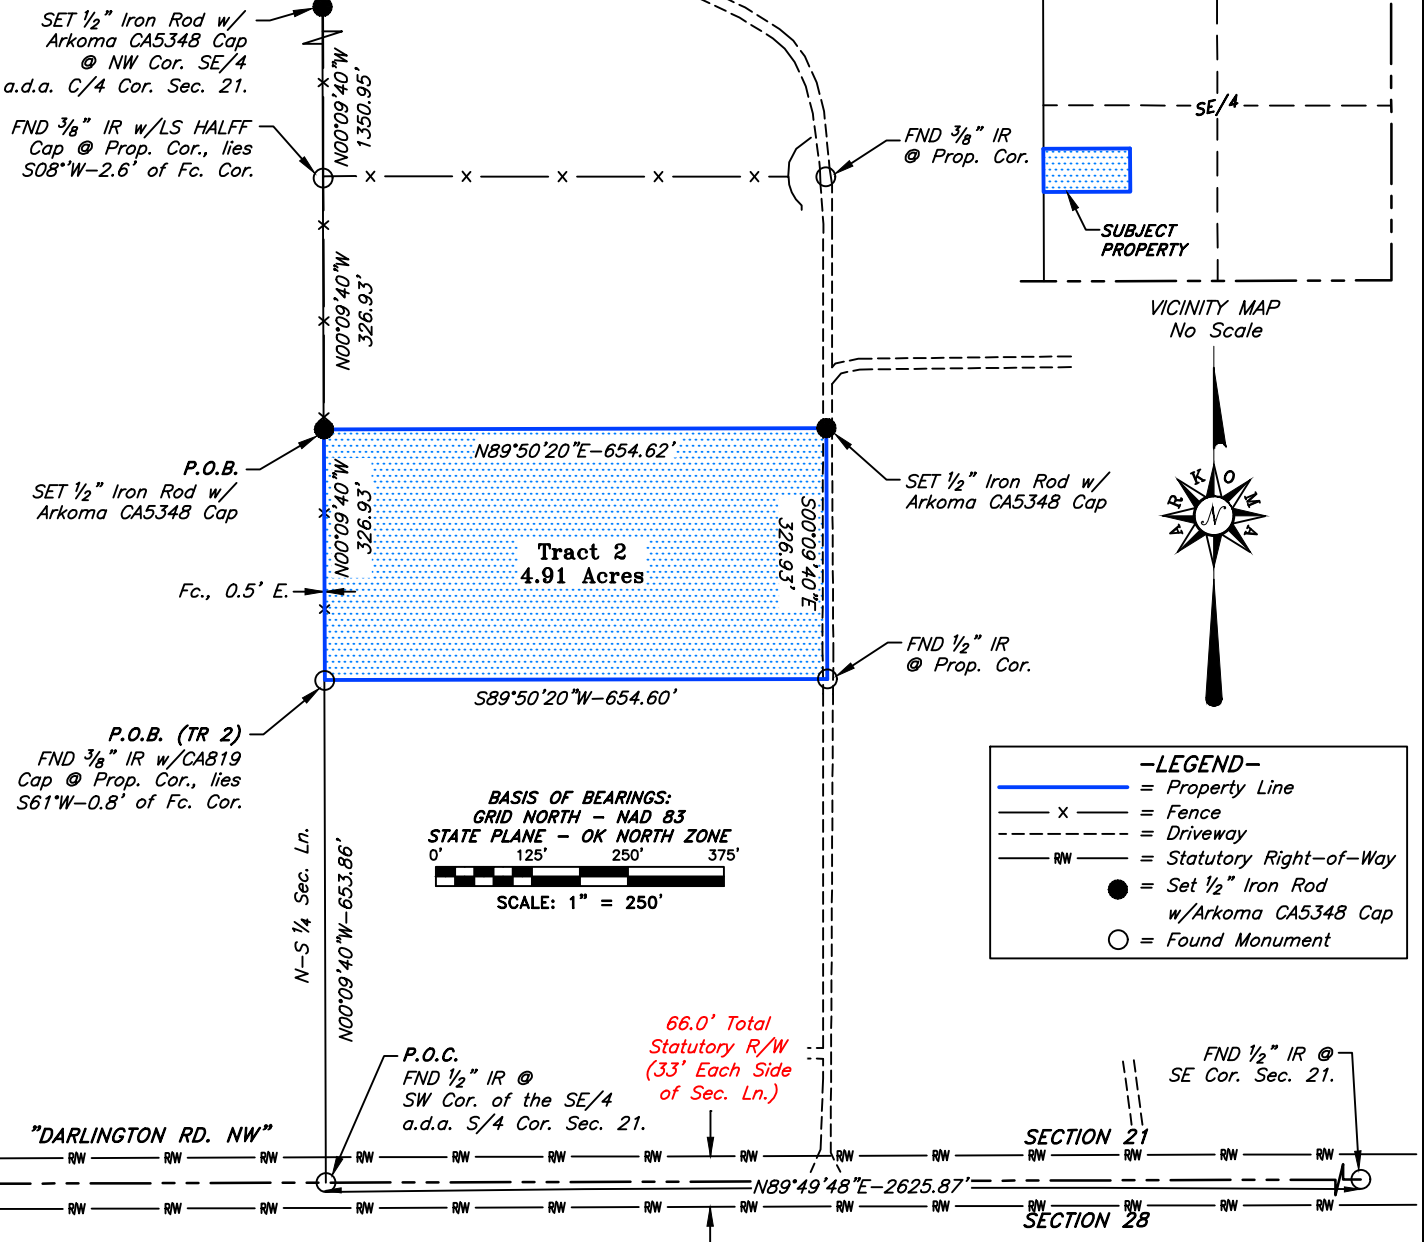 SET ½" Iron Rod w/
Arkoma CA5348 Cap
@ NW Cor. SE/4
a.d.a. C/4 Cor. Sec. 21.
N00°09'40"W
1350.95'
FND ⅜" IR w/LS HALFF
Cap @ Prop. Cor., lies
S08°W-2.6' of Fc. Cor.
FND ⅜" IR
@ Prop. Cor.
SE/4
SUBJECT
PROPERTY
VICINITY MAP
No Scale
N00°09'40"W
326.93'
P.O.B.
SET ½" Iron Rod w/
Arkoma CA5348 Cap
N89°50'20"E-654.62'
N00°09'40"W
326.93'
Tract 2
4.91 Acres
S00°09'40"E
326.93'
SET ½" Iron Rod w/
Arkoma CA5348 Cap
ARKOMA
N
Fc., 0.5' E.
FND ½" IR
@ Prop. Cor.
S89°50'20"W-654.60'
P.O.B. (TR 2)
FND ⅜" IR w/CA819
Cap @ Prop. Cor., lies
S61°W-0.8' of Fc. Cor.
BASIS OF BEARINGS:
GRID NORTH - NAD 83
STATE PLANE - OK NORTH ZONE
0' 125' 250' 375'
SCALE: 1" = 250'
-LEGEND-
= Property Line
x = Fence
= Driveway
R/W = Statutory Right-of-Way
= Set ½" Iron Rod
w/Arkoma CA5348 Cap
= Found Monument
N-S ¼ Sec. Ln.
N00°09'40"W-653.86'
P.O.C.
FND ½" IR @
SW Cor. of the SE/4
a.d.a. S/4 Cor. Sec. 21.
66.0' Total
Statutory R/W
(33' Each Side
of Sec. Ln.)
FND ½" IR @
SE Cor. Sec. 21.
"DARLINGTON RD. NW"
SECTION 21
R/W R/W R/W R/W R/W R/W R/W R/W R/W R/W R/W R/W R/W R/W
N89°49'48"E-2625.87'
R/W R/W R/W R/W R/W R/W R/W R/W R/W R/W R/W R/W R/W R/W
SECTION 28